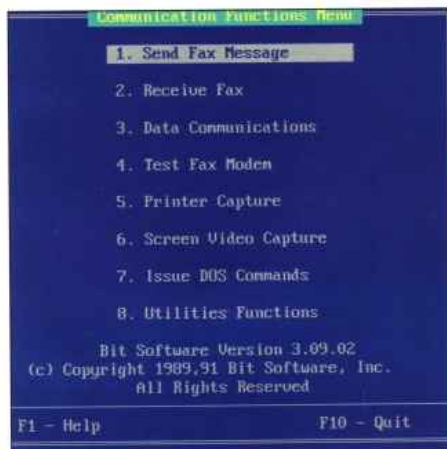 Communication Functions Menu
1. Send Fax Message
2. Receive Fax
3. Data Communications
4. Test Fax Modem
5. Printer Capture
6. Screen Video Capture
7. Issue DOS Commands
8. Utilities Functions
Bit Software Version 3.09.02
(c) Copyright 1989,91 Bit Software, Inc.
All Rights Reserved
F1 - Help F10 - Quit